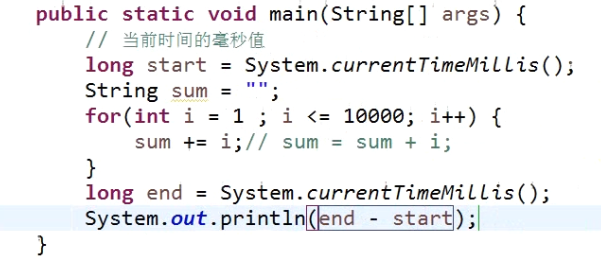 public static void main(String[] args) {
// 当前时间的毫秒值
long start = System.currentTimeMillis();
String sum = "";
for(int i = 1 ; i <= 10000; i++) {
sum += i;// sum = sum + i;
}
long end = System.currentTimeMillis();
System.out.println(end - start);
}